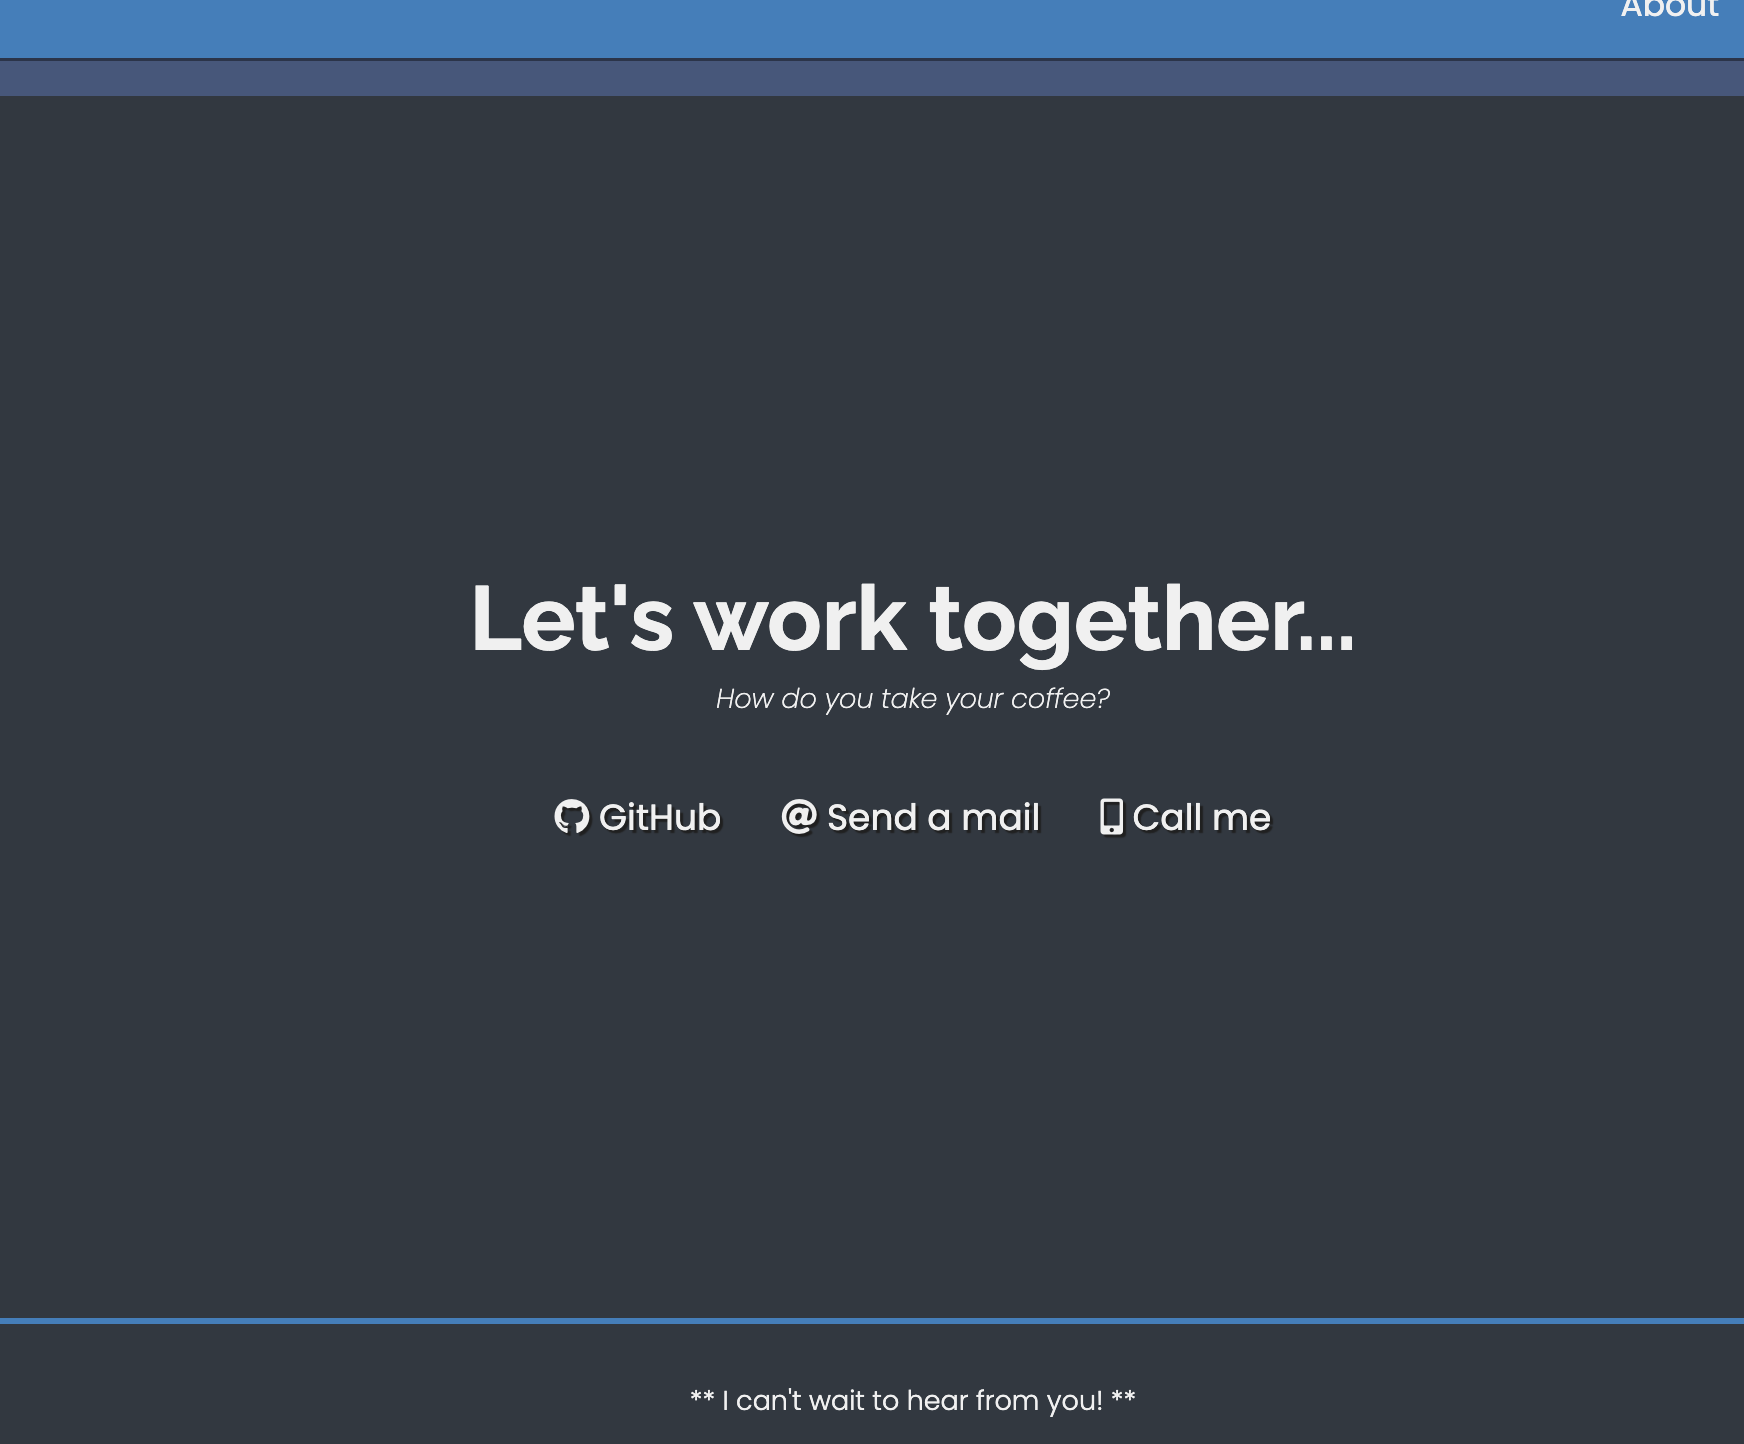 About
Let's work together...
How do you take your coffee?
GitHub @ Send a mail Call me
** I can't wait to hear from you! **